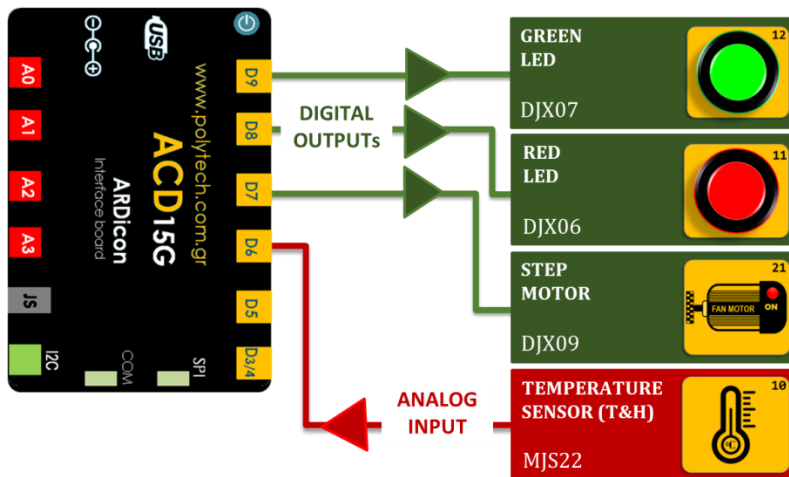 USB
A0
A1
A2
A3
JS
I2C
COM
SPI
www.polytech.com.gr
ACD15G
ARDicon
Interface board
D9
D8
D7
D6
D5
D3/4
DIGITAL
OUTPUTs
ANALOG
INPUT
GREEN
LED
DJX07
12
RED
LED
DJX06
11
STEP
MOTOR
DJX09
21
FAN MOTOR
ON
TEMPERATURE
SENSOR (T&H)
MJS22
10
°C